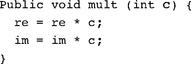 Public void mult (int c) {
  re = re * c;
  im = im * c;
}